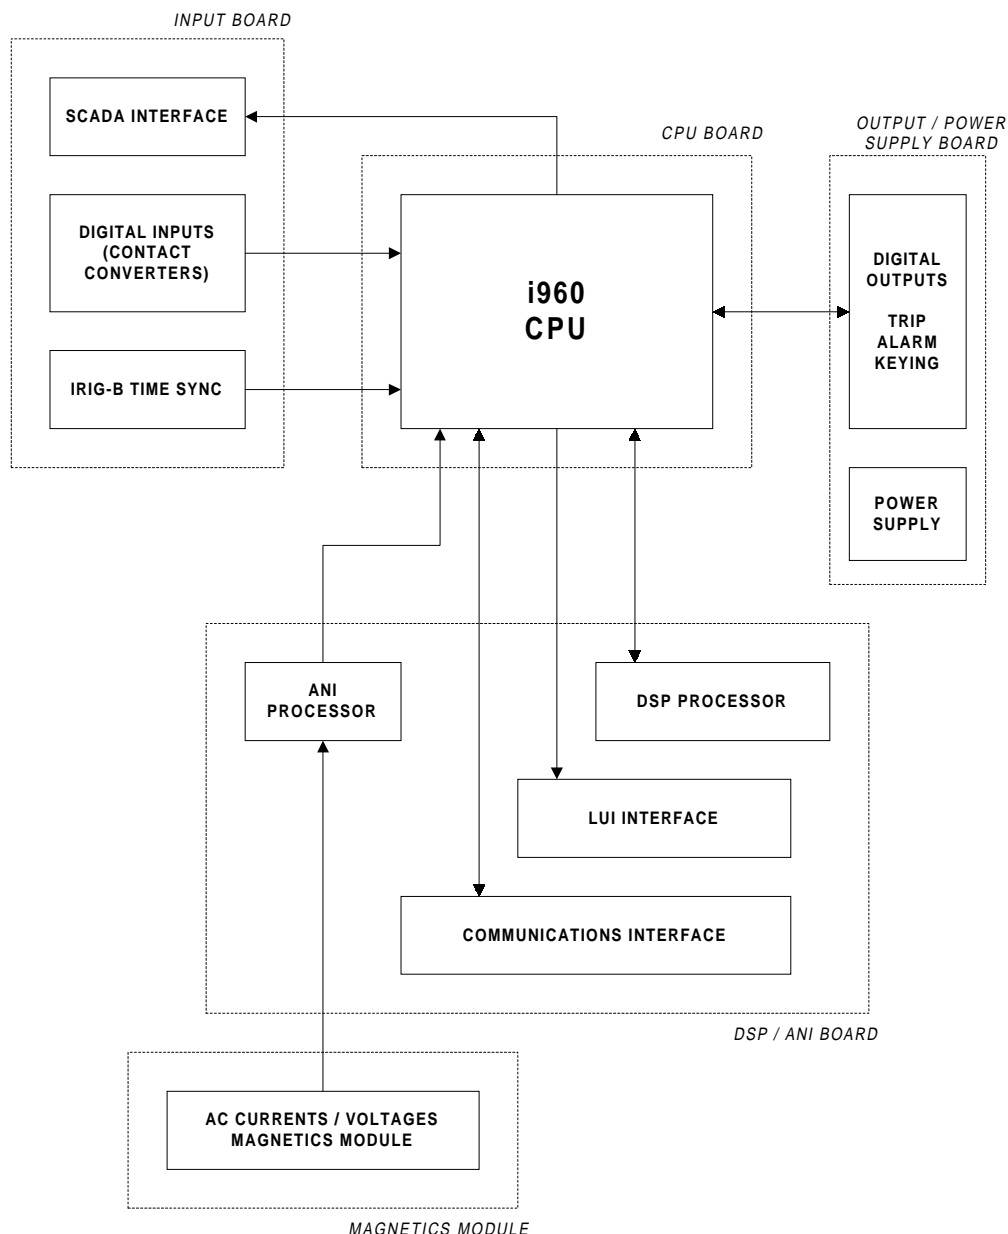 INPUT BOARD
SCADA INTERFACE
DIGITAL INPUTS
(CONTACT
CONVERTERS)
IRIG-B TIME SYNC
CPU BOARD
i960
CPU
OUTPUT / POWER
SUPPLY BOARD
DIGITAL
OUTPUTS
TRIP
ALARM
KEYING
POWER
SUPPLY
ANI
PROCESSOR
DSP PROCESSOR
LUI INTERFACE
COMMUNICATIONS INTERFACE
DSP / ANI BOARD
AC CURRENTS / VOLTAGES
MAGNETICS MODULE
MAGNETICS MODULE